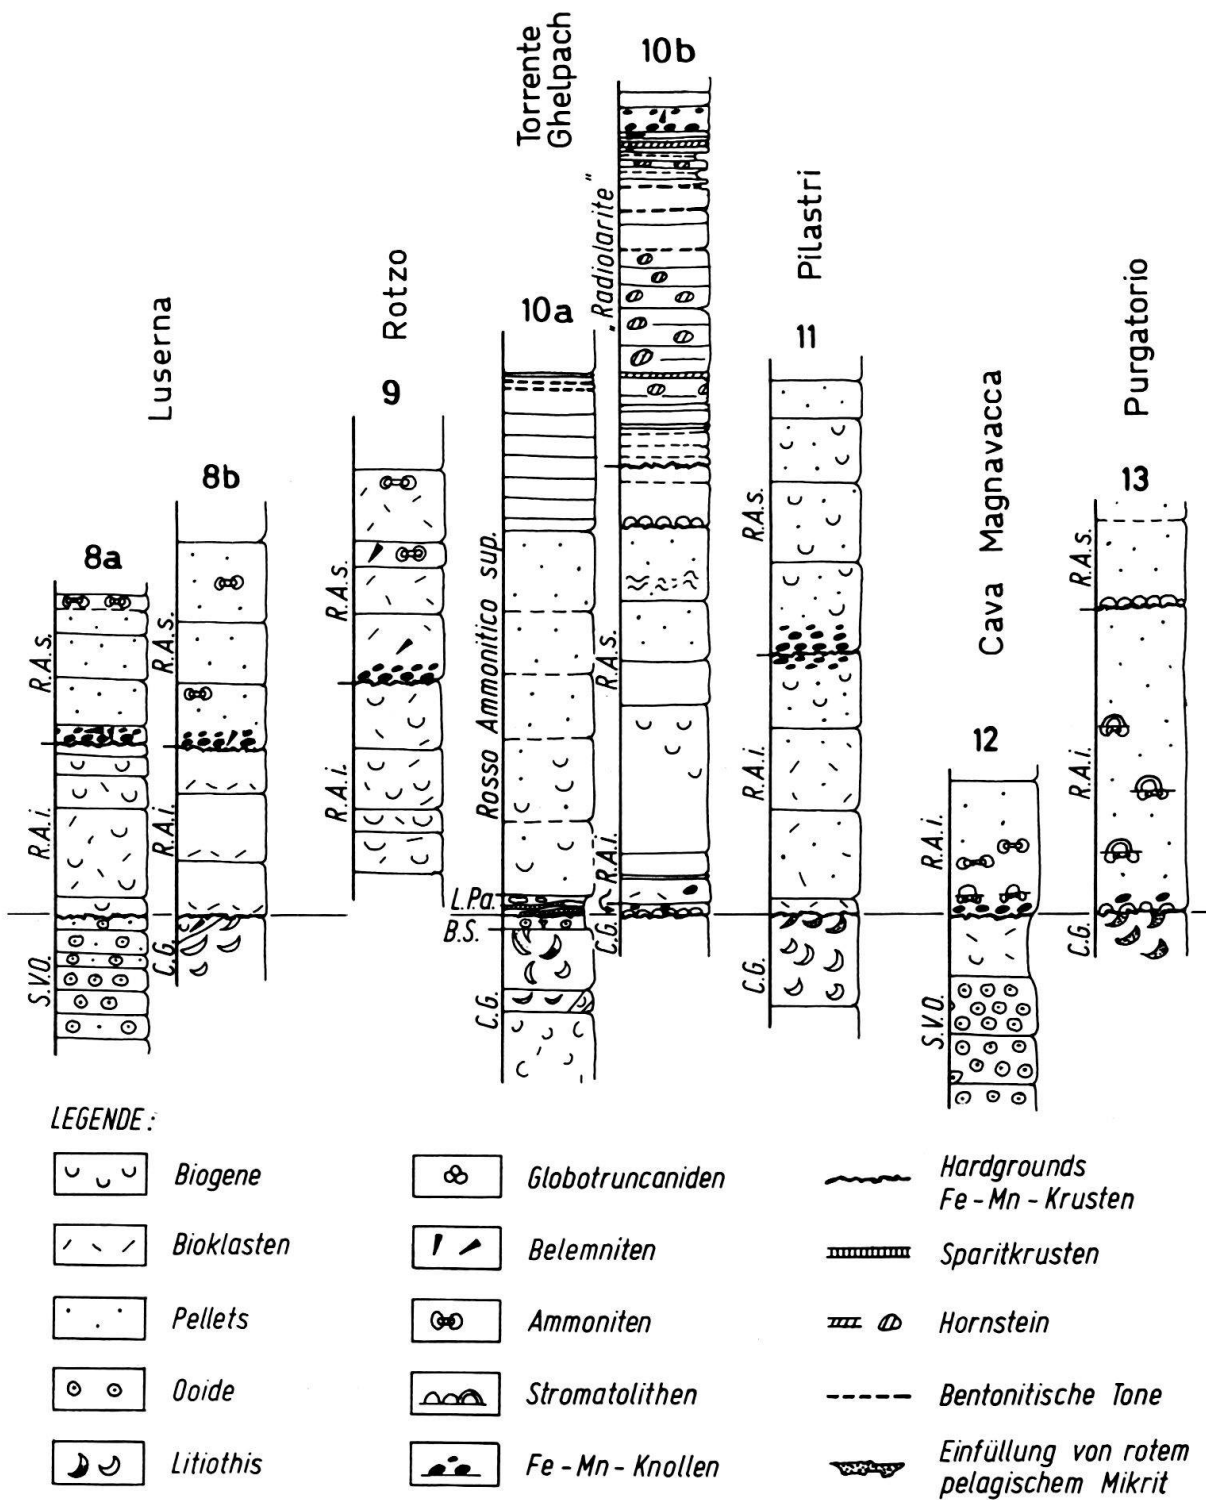 Luserna
8a
R.A.s.
R.A.i.
S.V.O.
8b
R.A.s.
R.A.i.
C.G.
Rotzo
9
R.A.s.
R.A.i.
Torrente
Ghelpach
10a
Rosso Ammonitico sup.
L.Pa.
B.S.
C.G.
10b
„Radiolarite"
R.A.s.
R.A.i.
C.G.
Pilastri
11
R.A.s.
R.A.i.
C.G.
Cava Magnavacca
12
R.A.i.
S.V.O.
Purgatorio
13
R.A.s.
R.A.i.
C.G.
LEGENDE:
Biogene
Bioklasten
Pellets
Ooide
Litiothis
Globotruncaniden
Belemniten
Ammoniten
Stromatolithen
Fe-Mn-Knollen
Hardgrounds
Fe-Mn-Krusten
Sparitkrusten
Hornstein
Bentonitische Tone
Einfüllung von rotem
pelagischem Mikrit